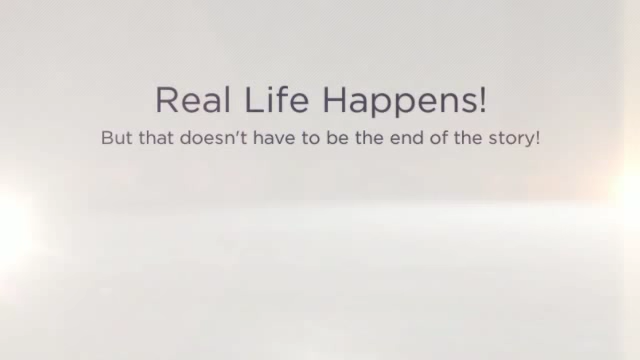 Real Life Happens!
But that doesn't have to be the end of the story!